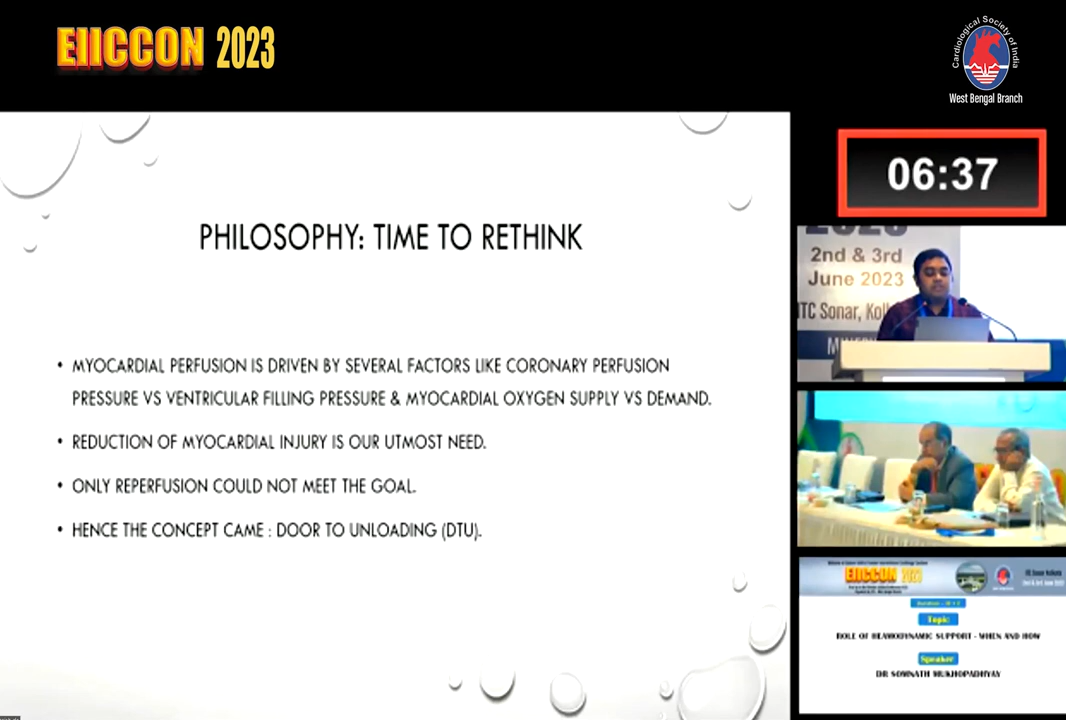 EIICCON 2023
Cardiological Society of India
West Bengal Branch
PHILOSOPHY: TIME TO RETHINK
• MYOCARDIAL PERFUSION IS DRIVEN BY SEVERAL FACTORS LIKE CORONARY PERFUSION
PRESSURE VS VENTRICULAR FILLING PRESSURE & MYOCARDIAL OXYGEN SUPPLY VS DEMAND.
• REDUCTION OF MYOCARDIAL INJURY IS OUR UTMOST NEED.
• ONLY REPERFUSION COULD NOT MEET THE GOAL.
• HENCE THE CONCEPT CAME : DOOR TO UNLOADING (DTU).
06:37
2023
2nd & 3rd
June 2023
ITC Sonar, Kolk
EIICCON 2023
Topic
ROLE OF HEAMODYNAMIC SUPPORT - WHEN AND HOW
Speaker
DR SOMNATH MUKHOPADHYAY